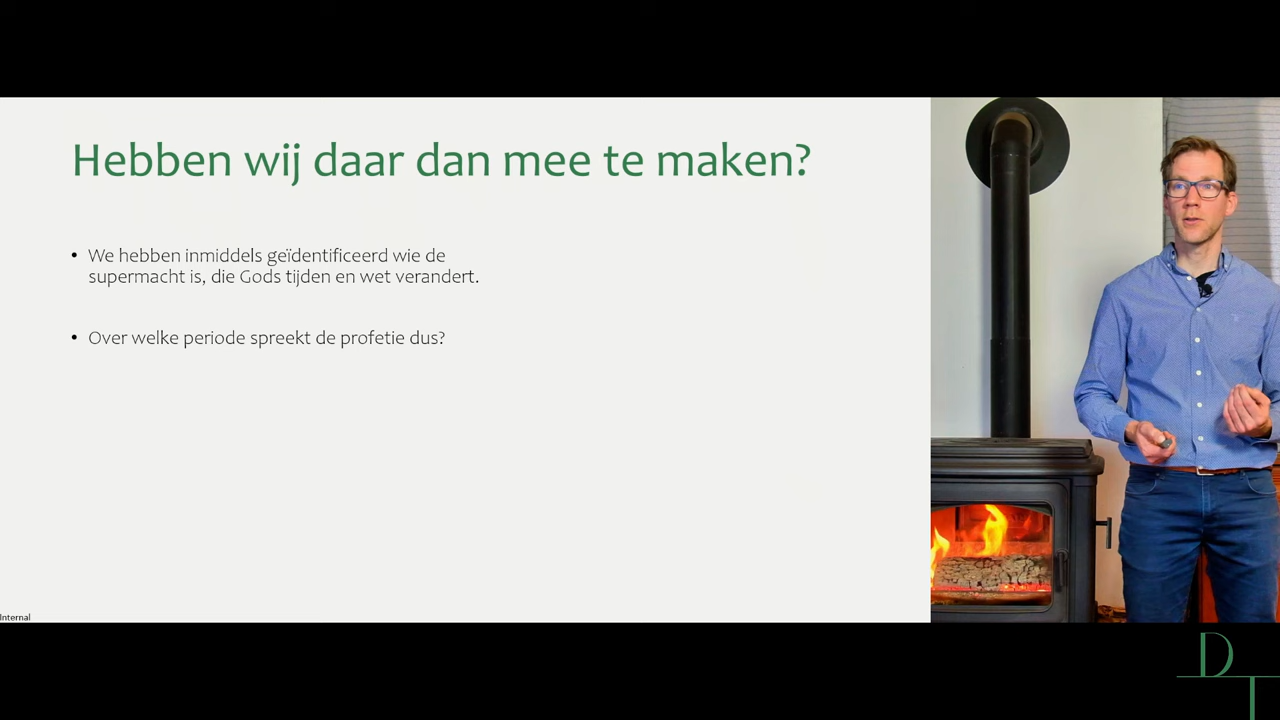 Hebben wij daar dan mee te maken?
• We hebben inmiddels geïdentificeerd wie de
supermacht is, die Gods tijden en wet verandert.
• Over welke periode spreekt de profetie dus?
Internal
DT